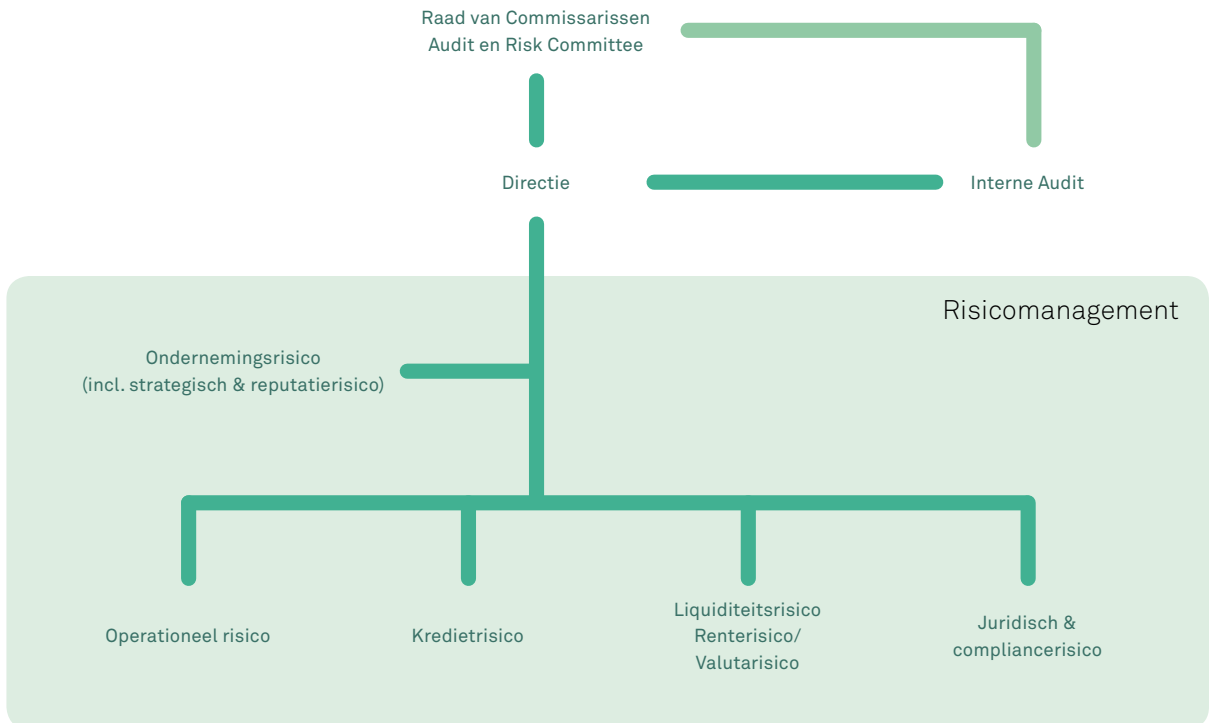 Raad van Commissarissen
Audit en Risk Committee
Directie
Interne Audit
Risicomanagement
Ondernemingsrisico
(incl. strategisch & reputatierisico)
Operationeel risico
Kredietrisico
Liquiditeitsrisico
Renterisico/
Valutarisico
Juridisch &
compliancerisico